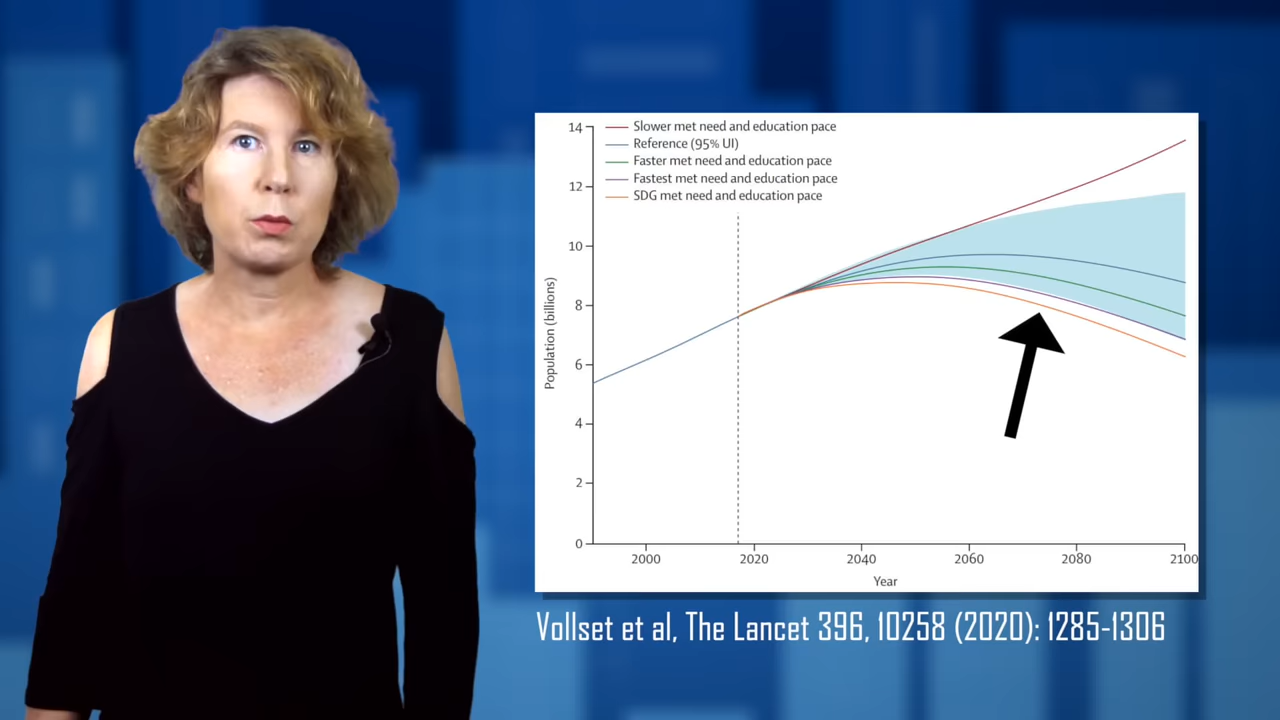 14
Slower met need and education pace
Reference (95% UI)
Faster met need and education pace
Fastest met need and education pace
SDG met need and education pace
12
10
8
6
4
2
0
Population (billions)
2000 2020 2040 2060 2080 2100
Year
Vollset et al, The Lancet 396, 10258 (2020): 1285-1306